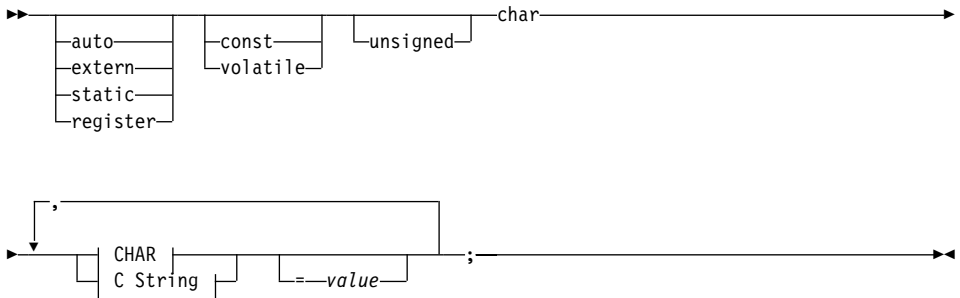 char
auto const unsigned
extern volatile
static
register
,
CHAR ;
C String = value